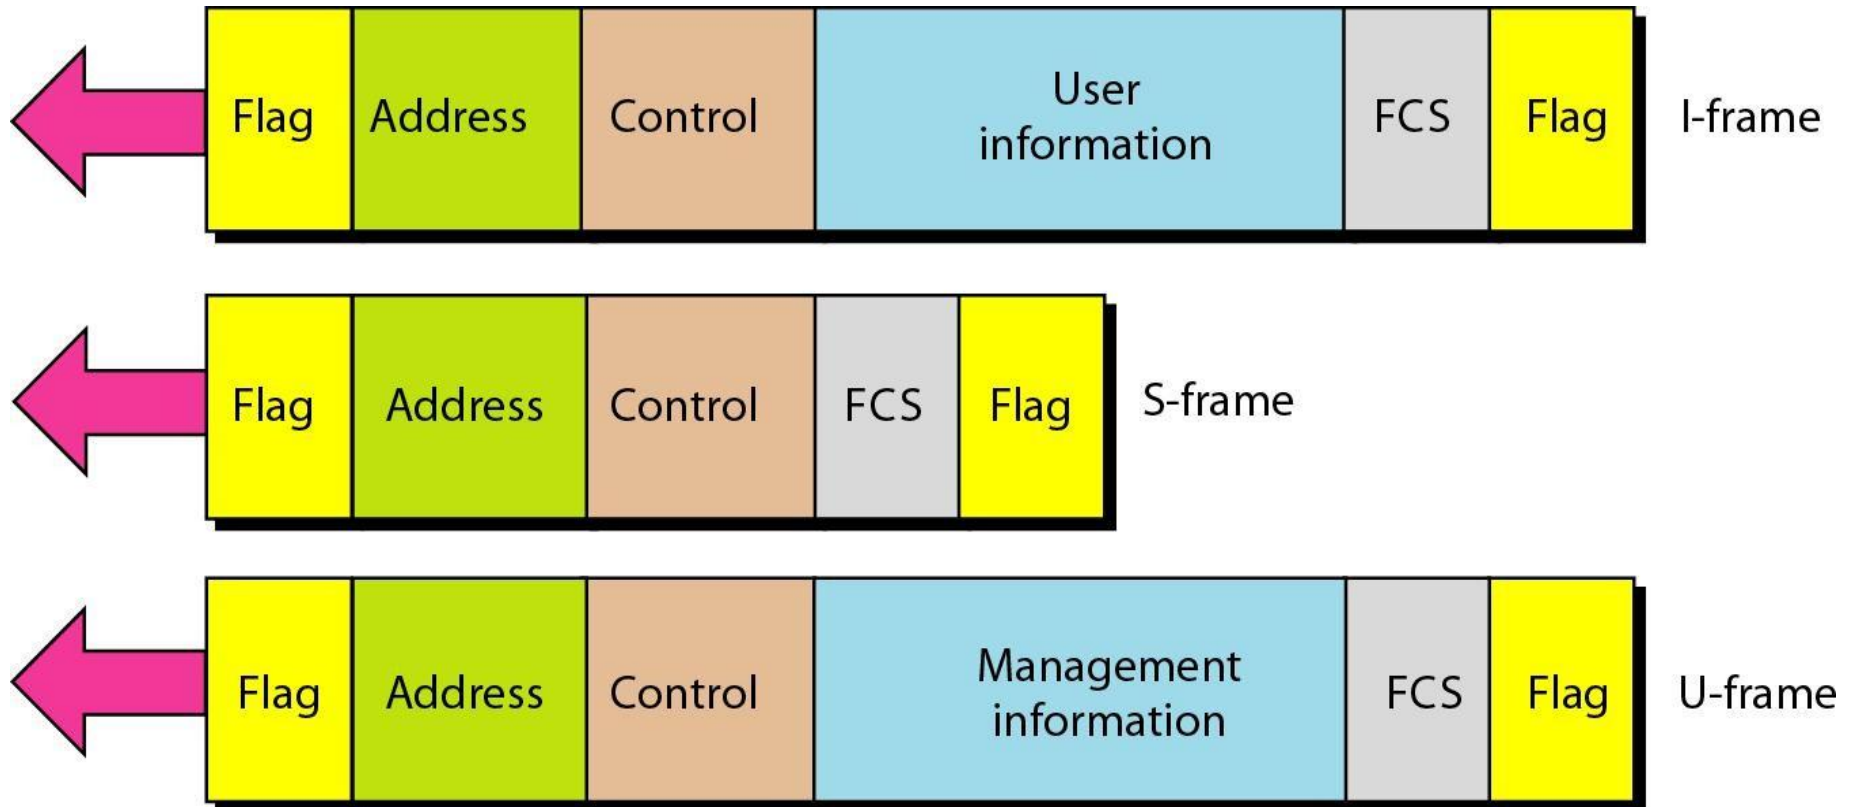 Flag Address Control User information FCS Flag I-frame
Flag Address Control FCS Flag S-frame
Flag Address Control Management information FCS Flag U-frame